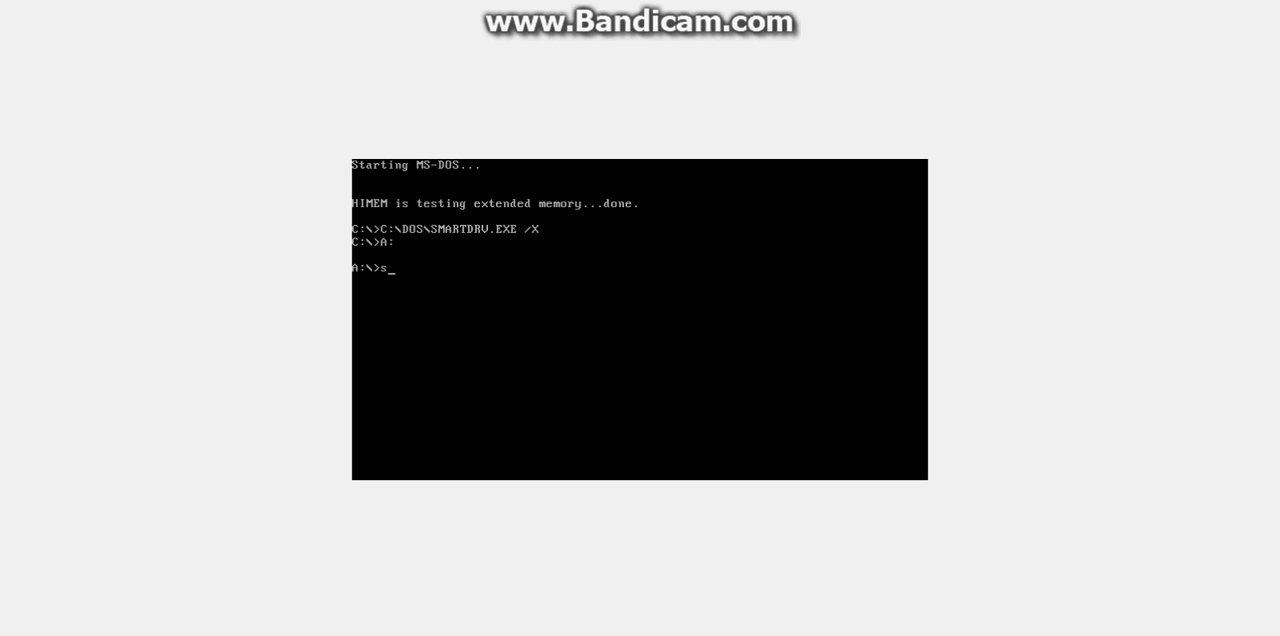 www.Bandicam.com
Starting MS-DOS...
HIMEM is testing extended memory...done.
C:\>C:\DOS\SMARTDRV.EXE /X
C:\>A:
A:\>s_